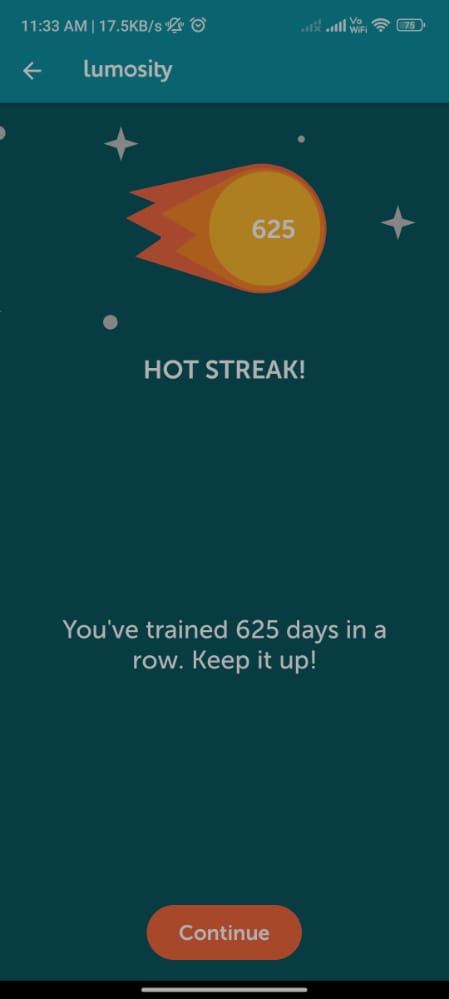 11:33 AM | 17.5KB/s
Vo
WiFi
75
lumosity
625
HOT STREAK!
You've trained 625 days in a
row. Keep it up!
Continue